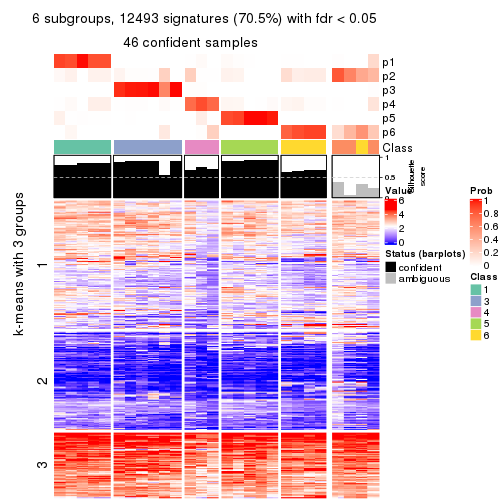 6 subgroups, 12493 signatures (70.5%) with fdr < 0.05
46 confident samples
p1
p2
p3
p4
p5
p6
Class
1
0.5
0
Silhouette
score
k-means with 3 groups
1
2
3
Value
6
4
2
0
Status (barplots)
confident
ambiguous
Prob
1
0.8
0.6
0.4
0.2
0
Class
1
3
4
5
6